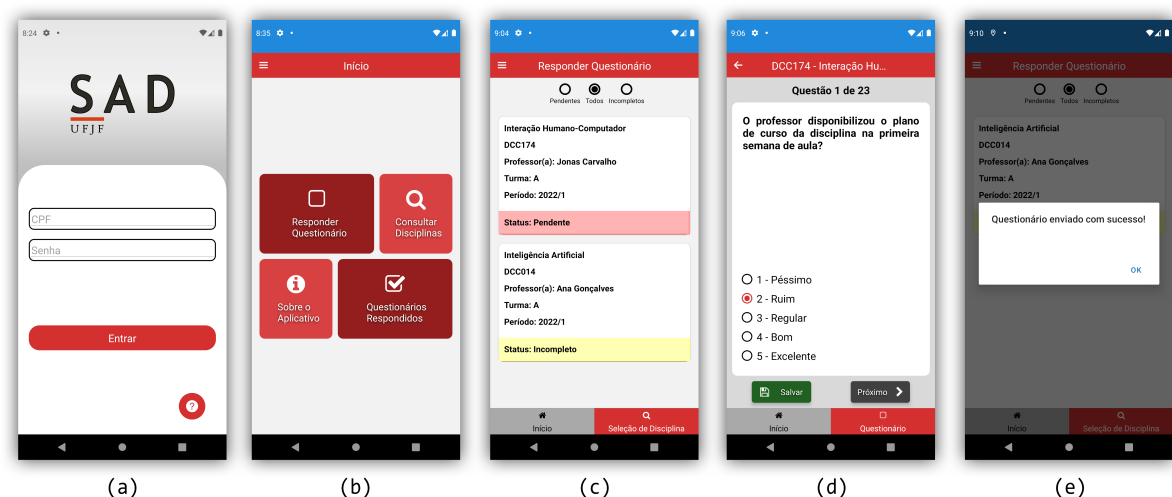 8:24
SAD
UFJF
CPF
Senha
Entrar
?
(a)
8:35
Início
Responder
Questionário
Consultar
Disciplinas
Sobre o
Aplicativo
Questionários
Respondidos
(b)
9:04
Responder Questionário
Pendentes Todos Incompletos
Interação Humano-Computador
DCC174
Professor(a): Jonas Carvalho
Turma: A
Período: 2022/1
Status: Pendente
Inteligência Artificial
DCC014
Professor(a): Ana Gonçalves
Turma: A
Período: 2022/1
Status: Incompleto
Início Seleção de Disciplina
(c)
9:06
DCC174 - Interação Hu...
Questão 1 de 23
O professor disponibilizou o plano
de curso da disciplina na primeira
semana de aula?
1 - Péssimo
2 - Ruim
3 - Regular
4 - Bom
5 - Excelente
Salvar Próximo
Início Questionário
(d)
9:10
Responder Questionário
Pendentes Todos Incompletos
Inteligência Artificial
DCC014
Professor(a): Ana Gonçalves
Turma: A
Período: 2022/1
Questionário enviado com sucesso!
OK
Início Seleção de Disciplina
(e)